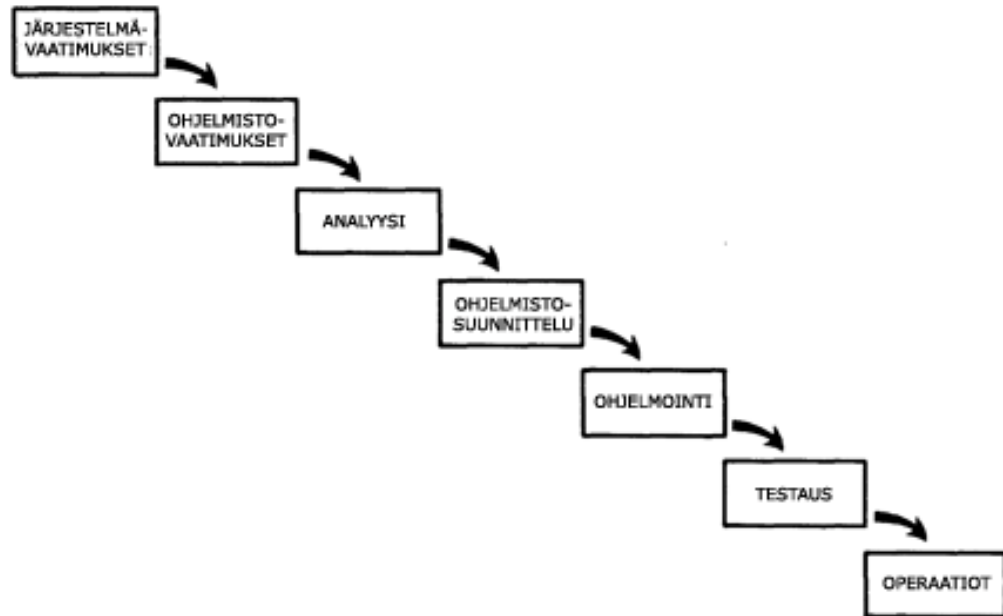 JÄRJESTELMÄ-
VAATIMUKSET
OHJELMISTO-
VAATIMUKSET
ANALYYSI
OHJELMISTO-
SUUNNITTELU
OHJELMOINTI
TESTAUS
OPERAATIOT